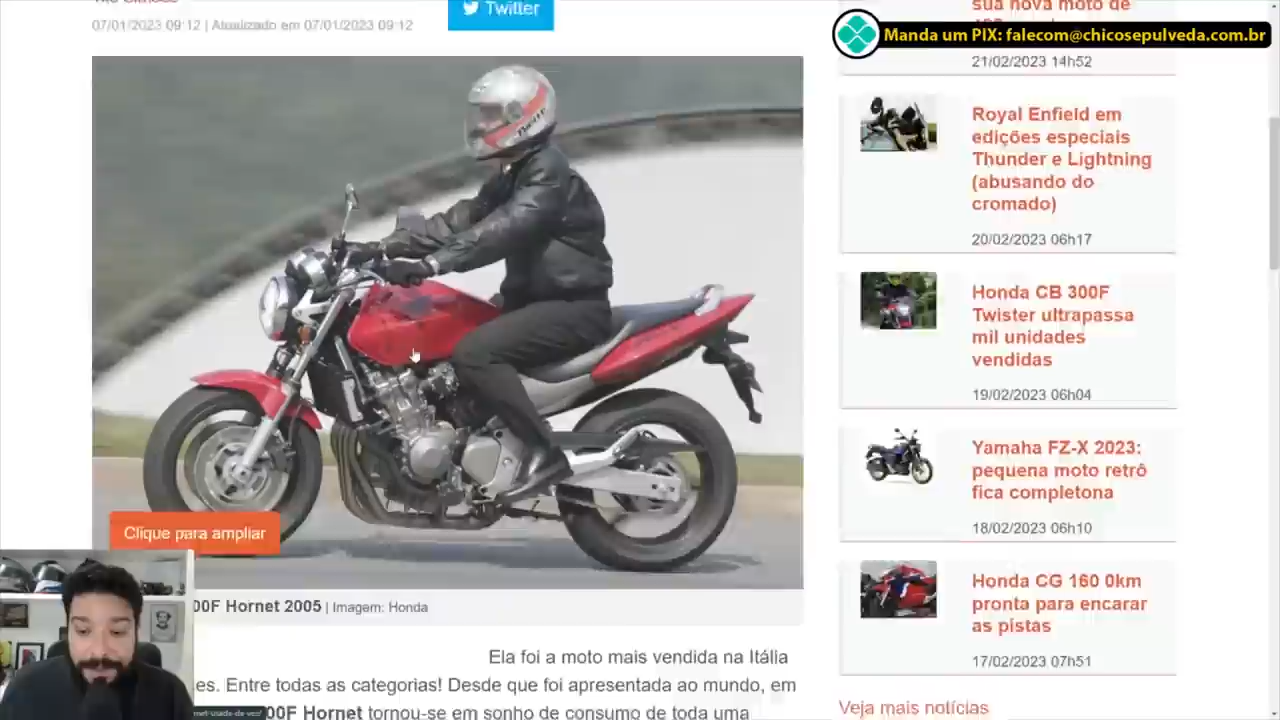 07/01/2023 09:12 | Atualizado em 07/01/2023 09:12
Twitter
Clique para ampliar
00F Hornet 2005 | Imagem: Honda
Ela foi a moto mais vendida na Itália
es. Entre todas as categorias! Desde que foi apresentada ao mundo, em
00F Hornet tornou-se em sonho de consumo de toda uma
sua nova moto de
Manda um PIX: falecom@chicosepulveda.com.br
21/02/2023 14h52
Royal Enfield em
edições especiais
Thunder e Lightning
(abusando do
cromado)
20/02/2023 06h17
Honda CB 300F
Twister ultrapassa
mil unidades
vendidas
19/02/2023 06h04
Yamaha FZ-X 2023:
pequena moto retrô
fica completona
18/02/2023 06h10
Honda CG 160 0km
pronta para encarar
as pistas
17/02/2023 07h51
Veja mais notícias